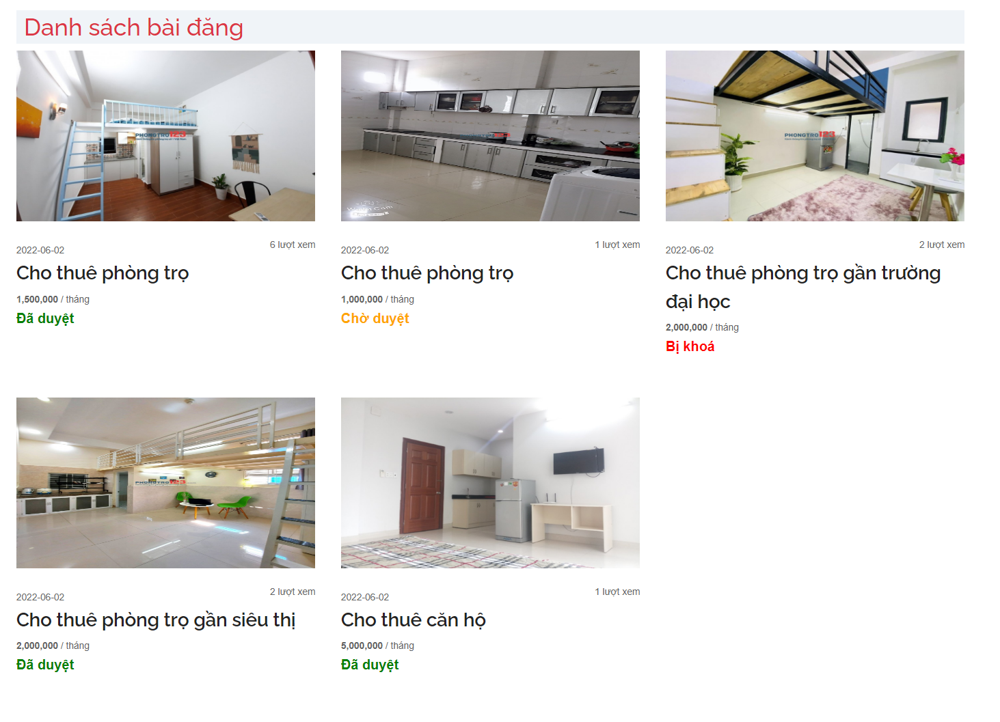 Danh sách bài đăng
PHONGTRO123
PHONGTRO123
PHONGTRO123
2022-06-02
6 lượt xem
Cho thuê phòng trọ
1,500,000 / tháng
Đã duyệt
2022-06-02
1 lượt xem
Cho thuê phòng trọ
1,000,000 / tháng
Chờ duyệt
2022-06-02
2 lượt xem
Cho thuê phòng trọ gần trường
đại học
2,000,000 / tháng
Bị khoá
PHONGTRO123
2022-06-02
2 lượt xem
Cho thuê phòng trọ gần siêu thị
2,000,000 / tháng
Đã duyệt
2022-06-02
1 lượt xem
Cho thuê căn hộ
5,000,000 / tháng
Đã duyệt